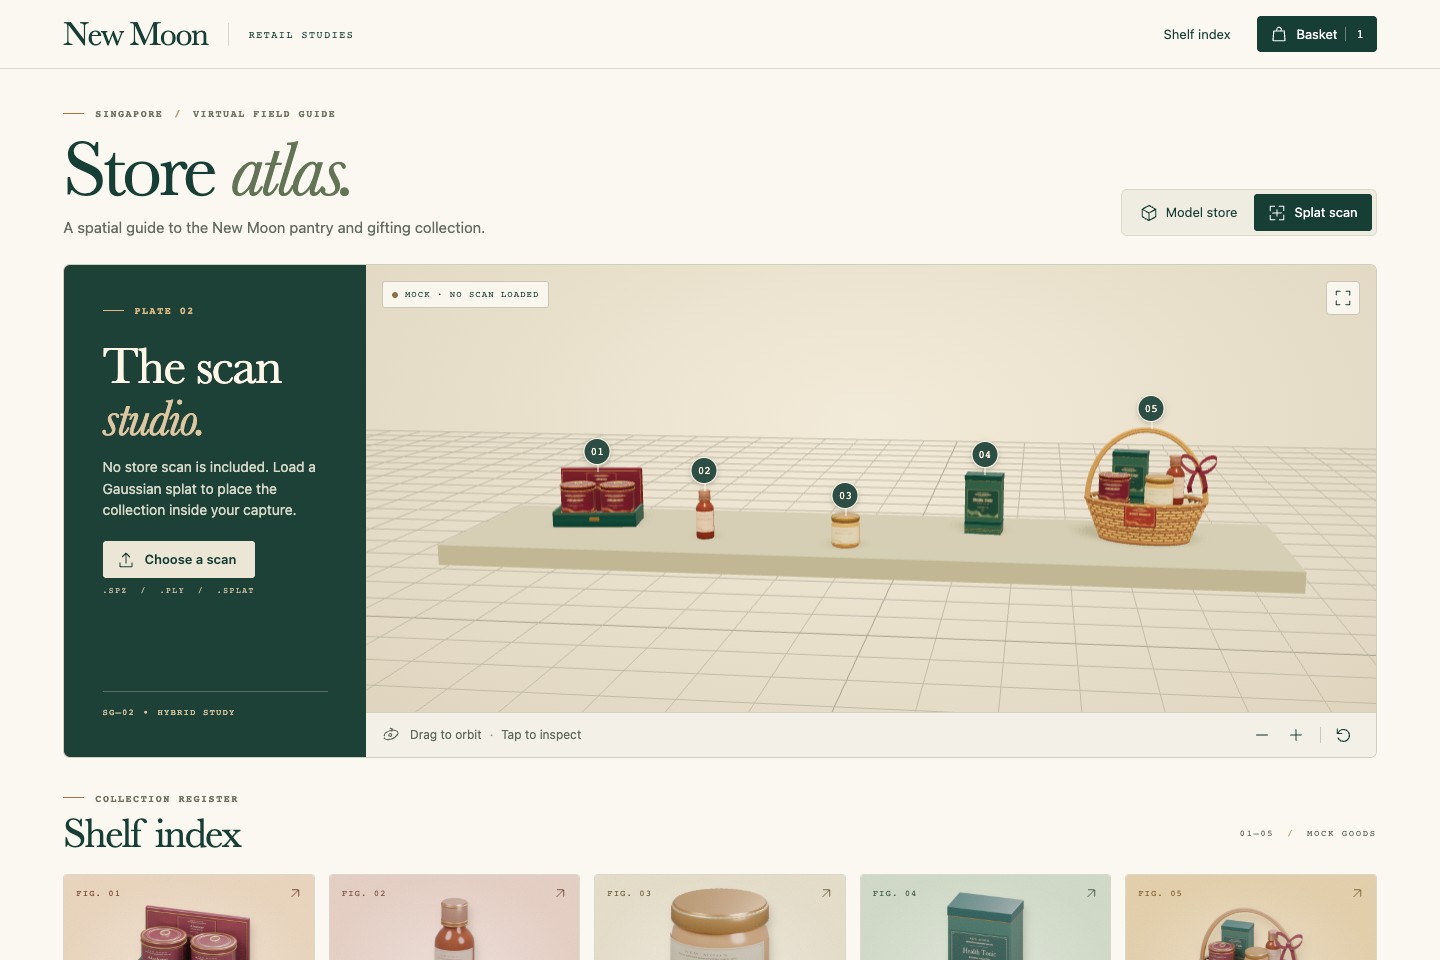 New Moon
RETAIL STUDIES
Shelf index
Basket
1
SINGAPORE / VIRTUAL FIELD GUIDE
Store atlas.
A spatial guide to the New Moon pantry and gifting collection.
Model store
Splat scan
PLATE 02
The scan
studio.
No store scan is included. Load a
Gaussian splat to place the
collection inside your capture.
Choose a scan
.SPZ / .PLY / .SPLAT
SG—02 • HYBRID STUDY
MOCK · NO SCAN LOADED
01
02
03
04
05
Drag to orbit · Tap to inspect
COLLECTION REGISTER
Shelf index
01—05 / MOCK GOODS
FIG. 01
FIG. 02
FIG. 03
FIG. 04
FIG. 05
Health Tonic